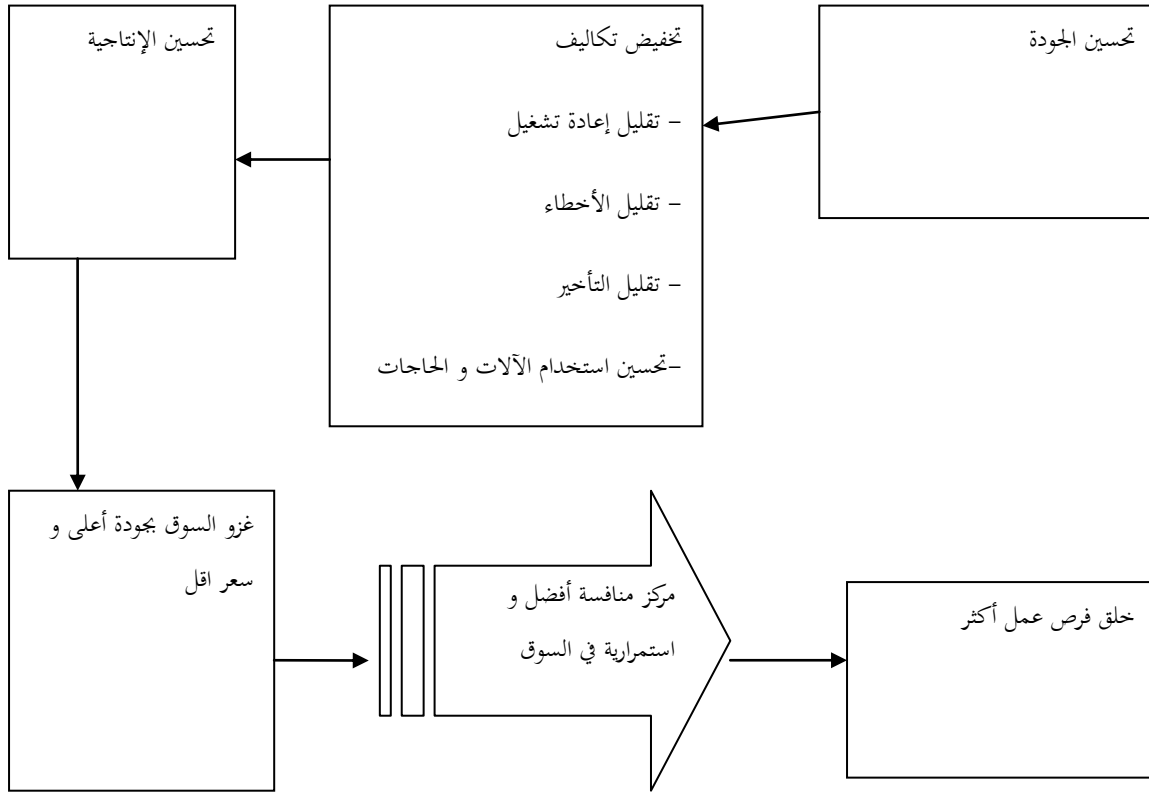 تحسين الجودة
تخفيض تكاليف
– تقليل إعادة تشغيل
– تقليل الأخطاء
– تقليل التأخير
–تحسين استخدام الآلات و الحاجات
تحسين الإنتاجية
غزو السوق بجودة أعلى و
سعر اقل
مركز منافسة أفضل و
استمرارية في السوق
خلق فرص عمل أكثر